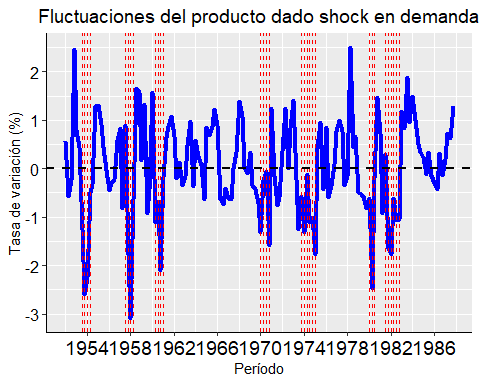 Fluctuaciones del producto dado shock en demanda
Tasa de variación (%)
2
1
0
-1
-2
-3
1954 1958 1962 1966 1970 1974 1978 1982 1986
Período